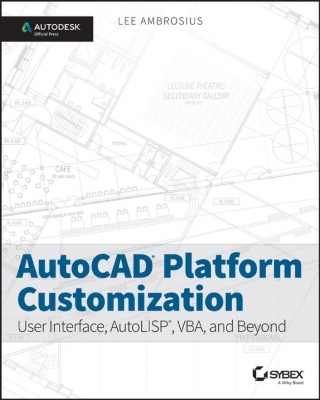 AUTODESK
Official Press
LEE AMBROSIUS
LECTURE THEATRE/
SECONDARY GALLERY
CAFE
AutoCAD® Platform
Customization
User Interface, AutoLISP®, VBA, and Beyond
PROFESSIONAL
SYBEX
A Wiley Brand